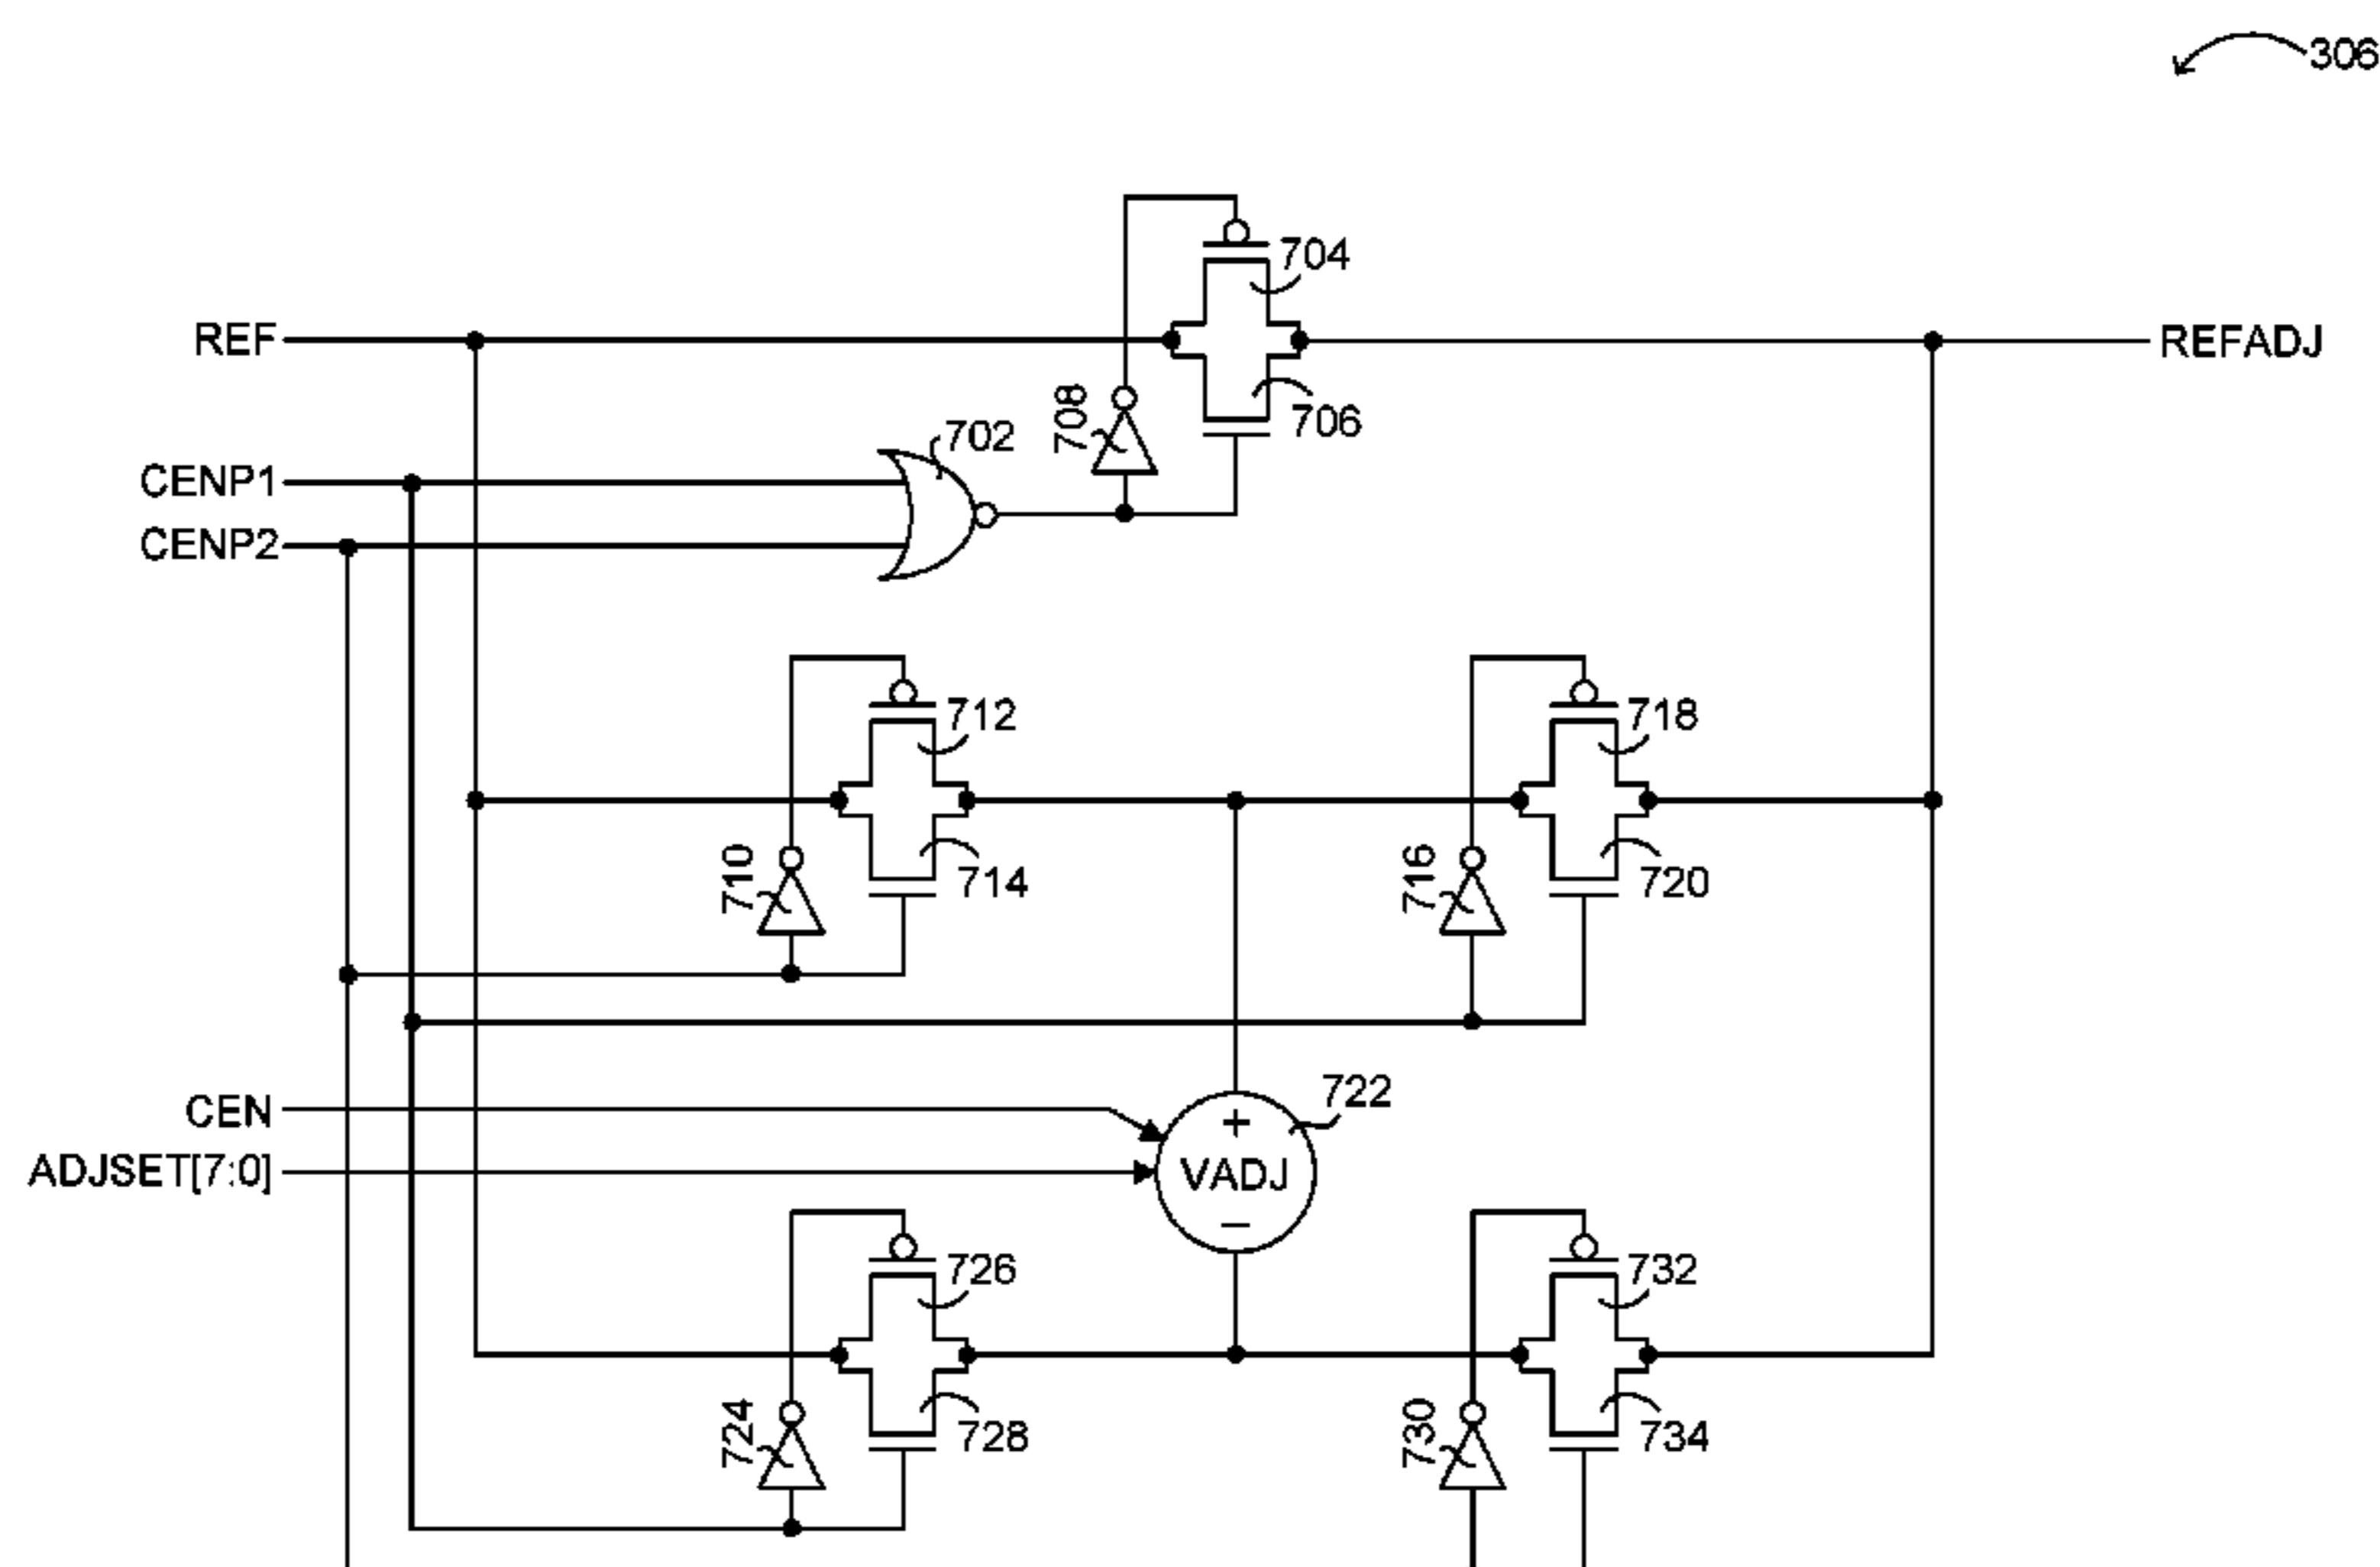 306
704
REF
REFADJ
708
706
702
CENP1
CENP2
712
718
710
714
716
720
CEN
722
+
ADJSET[7:0]
VADJ
−
726
732
724
728
730
734